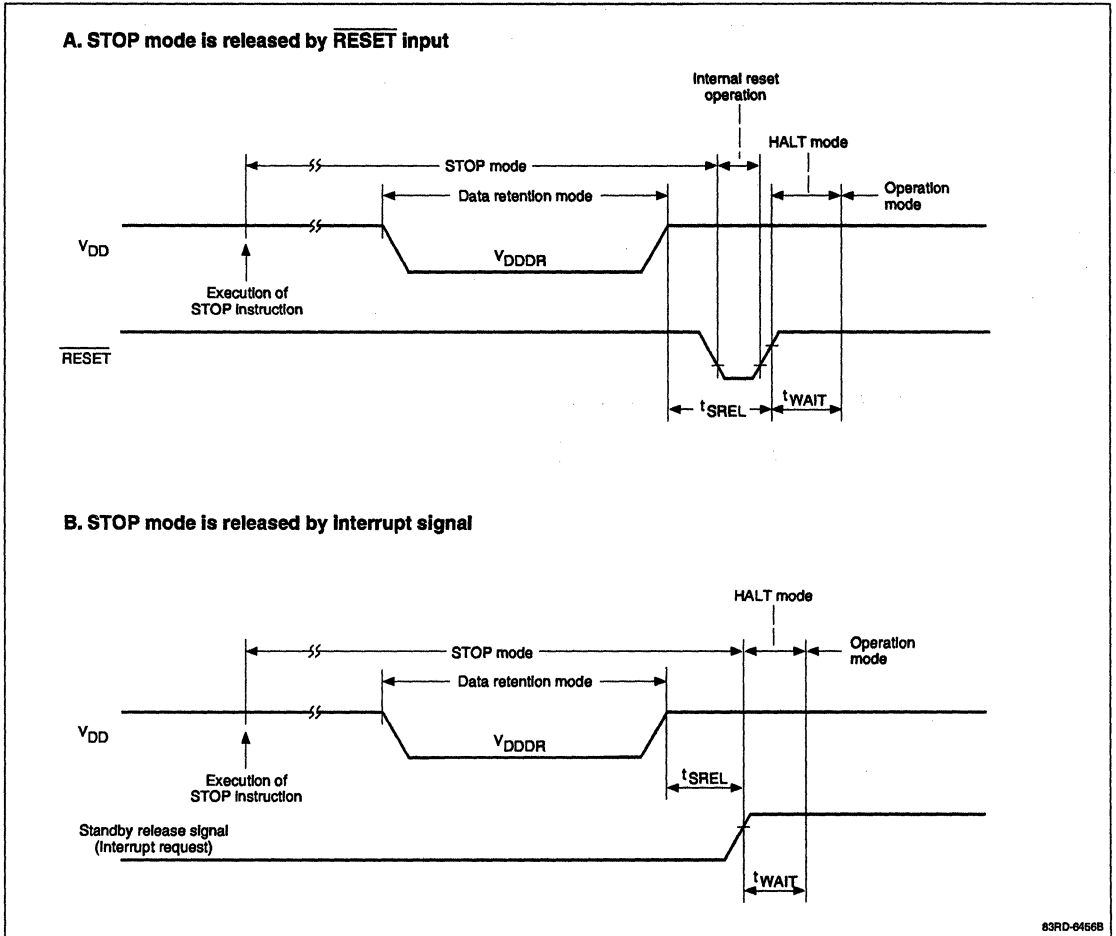 A. STOP mode is released by RESET input
Internal reset
operation
HALT mode
STOP mode
Data retention mode
Operation
mode
VDD
VDDDR
Execution of
STOP Instruction
RESET
tSREL
tWAIT
B. STOP mode is released by interrupt signal
HALT mode
STOP mode
Operation
mode
Data retention mode
VDD
VDDDR
Execution of
STOP Instruction
tSREL
Standby release signal
(Interrupt request)
tWAIT
83RD-6456B